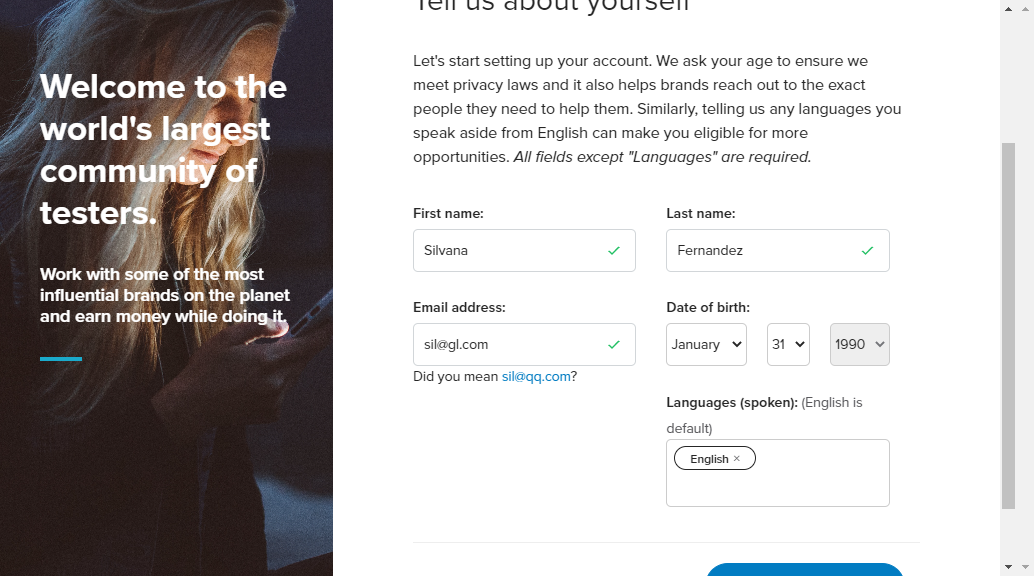 Tell us about yourself
Welcome to the
world's largest
community of
testers.
Work with some of the most
influential brands on the planet
and earn money while doing it.
Let's start setting up your account. We ask your age to ensure we
meet privacy laws and it also helps brands reach out to the exact
people they need to help them. Similarly, telling us any languages you
speak aside from English can make you eligible for more
opportunities. All fields except "Languages" are required.
First name:
Last name:
Silvana
Fernandez
Email address:
Date of birth:
sil@gl.com
January
31
1990
Did you mean sil@qq.com?
Languages (spoken): (English is
default)
English ×